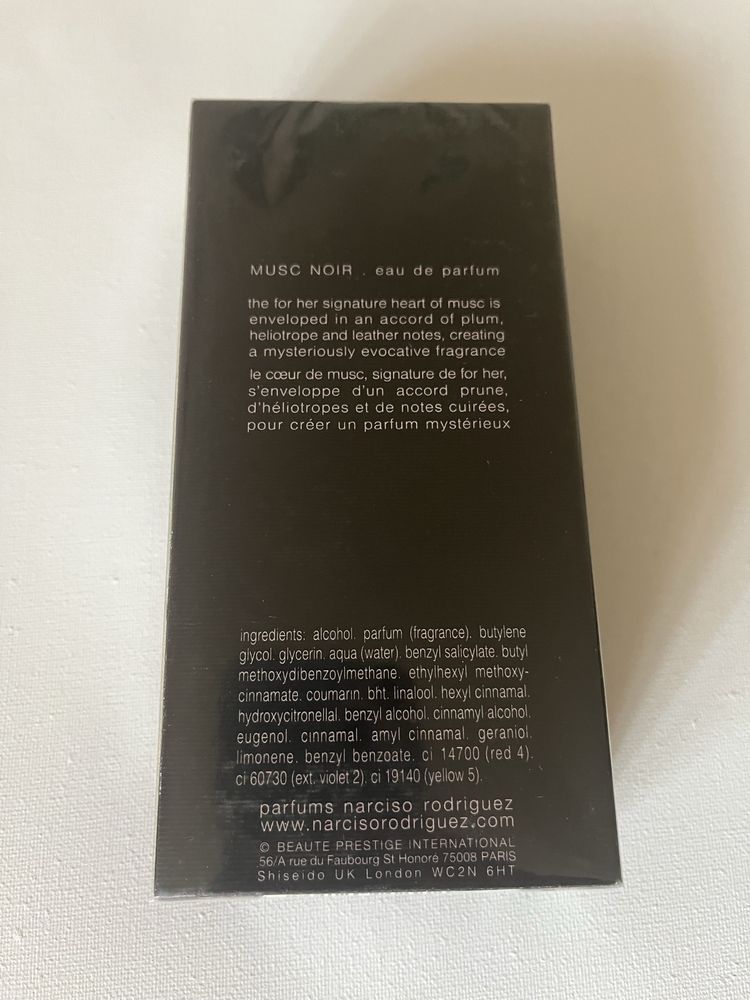 MUSC NOIR . eau de parfum
the for her signature heart of musc is
enveloped in an accord of plum,
heliotrope and leather notes, creating
a mysteriously evocative fragrance
le cœur de musc, signature de for her,
s'enveloppe d'un accord prune,
d'héliotropes et de notes cuirées,
pour créer un parfum mystérieux
ingredients: alcohol. parfum (fragrance). butylene
glycol. glycerin. aqua (water). benzyl salicylate. butyl
methoxydibenzoylmethane. ethylhexyl methoxy-
cinnamate. coumarin. bht. linalool. hexyl cinnamal.
hydroxycitronellal. benzyl alcohol. cinnamyl alcohol.
eugenol. cinnamal. amyl cinnamal. geraniol.
limonene. benzyl benzoate. ci 14700 (red 4).
ci 60730 (ext. violet 2). ci 19140 (yellow 5).
parfums narciso rodriguez
www.narcisorodriguez.com
© BEAUTE PRESTIGE INTERNATIONAL
56/A rue du Faubourg St Honoré 75008 PARIS
Shiseido UK London WC2N 6HT